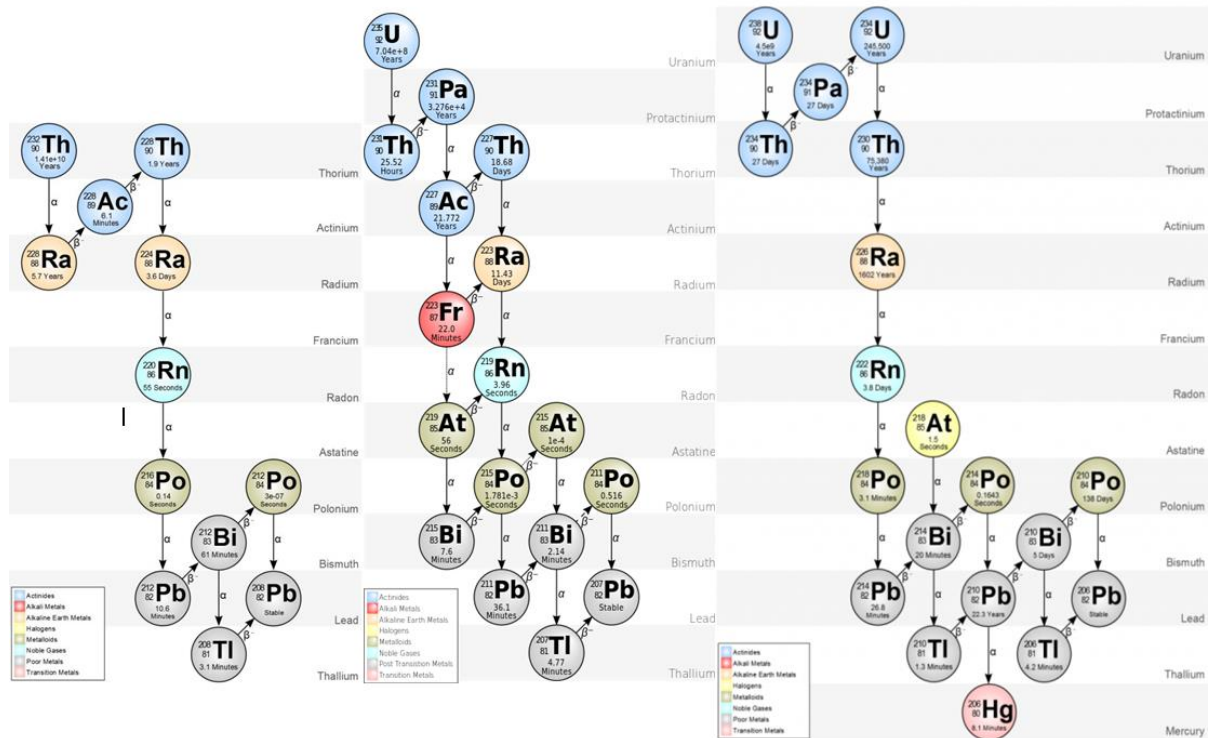 232 90 Th
1.41e+10
Years
α
228 90 Th
1.9 Years
α
β⁻
228 89 Ac
6.1
Minutes
β⁻
228 88 Ra
5.7 Years
224 88 Ra
3.6 Days
α
220 86 Rn
55 Seconds
α
216 84 Po
0.14
Seconds
α
212 84 Po
3e-07
Seconds
α
β⁻
212 83 Bi
61 Minutes
α
β⁻
212 82 Pb
10.6
Minutes
208 82 Pb
Stable
β⁻
208 81 Tl
3.1 Minutes
Thorium
Actinium
Radium
Francium
Radon
Astatine
Polonium
Bismuth
Lead
Thallium
Actinides
Alkali Metals
Alkaline Earth Metals
Halogens
Metalloids
Noble Gases
Poor Metals
Transition Metals
235 92 U
7.04e+8
Years
α
231 91 Pa
3.276e+4
Years
α
β⁻
231 90 Th
25.52
Hours
227 90 Th
18.68
Days
α
β⁻
227 89 Ac
21.772
Years
α
223 88 Ra
11.43
Days
α
β⁻
223 87 Fr
22.0
Minutes
α
219 86 Rn
3.96
Seconds
α
β⁻
219 85 At
56
Seconds
α
215 85 At
1e-4
Seconds
α
β⁻
215 84 Po
1.781e-3
Seconds
α
211 84 Po
0.516
Seconds
α
β⁻
215 83 Bi
7.6
Minutes
β⁻
211 83 Bi
2.14
Minutes
α
β⁻
211 82 Pb
36.1
Minutes
207 82 Pb
Stable
β⁻
207 81 Tl
4.77
Minutes
Uranium
Protactinium
Thorium
Actinium
Radium
Francium
Radon
Astatine
Polonium
Bismuth
Lead
Thallium
Actinides
Alkali Metals
Alkaline Earth Metals
Halogens
Metalloids
Noble Gases
Post Transistion Metals
Transition Metals
238 92 U
4.5e9
Years
α
234 92 U
245,500
Years
α
β⁻
234 91 Pa
27 Days
β⁻
234 90 Th
27 Days
230 90 Th
75,380
Years
α
226 88 Ra
1602 Years
α
222 86 Rn
3.8 Days
α
218 85 At
1.5
Seconds
α
218 84 Po
3.1 Minutes
α
214 84 Po
0.1643
Seconds
α
β⁻
210 84 Po
138 Days
α
β⁻
214 83 Bi
20 Minutes
α
β⁻
210 83 Bi
5 Days
α
β⁻
214 82 Pb
26.8
Minutes
210 82 Pb
22.3 Years
α
β⁻
206 82 Pb
Stable
β⁻
210 81 Tl
1.3 Minutes
206 81 Tl
4.2 Minutes
206 80 Hg
8.1 Minutes
Uranium
Protactinium
Thorium
Actinium
Radium
Francium
Radon
Astatine
Polonium
Bismuth
Lead
Thallium
Mercury
Actinides
Alkali Metals
Alkaline Earth Metals
Halogens
Metalloids
Noble Gases
Poor Metals
Transition Metals